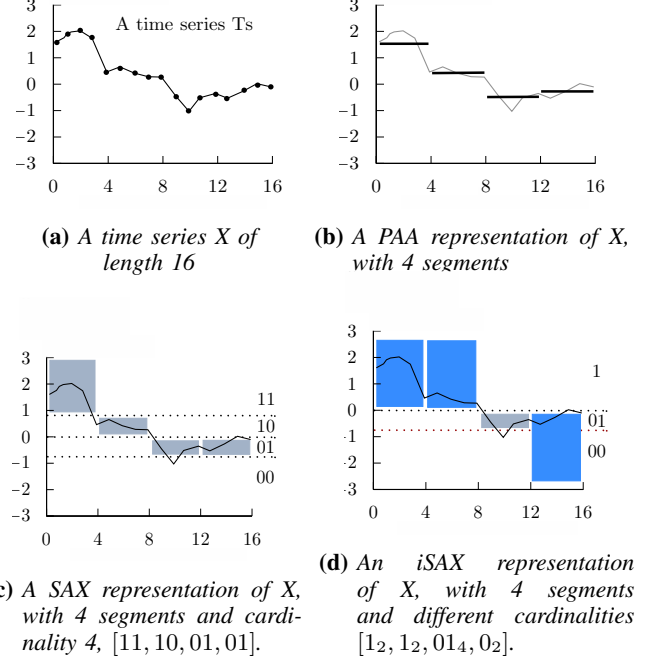 3
2
1
0
−1
−2
−3
A time series Ts
0 4 8 12 16
(a) A time series X of
length 16
3
2
1
0
−1
−2
−3
0 4 8 12 16
(b) A PAA representation of X,
with 4 segments
3
2
1
0
-1
-2
-3
11
10
01
00
0 4 8 12 16
c) A SAX representation of X,
with 4 segments and cardi-
nality 4, [11, 10, 01, 01].
3
2
1
0
-1
-2
-3
1
01
00
0 4 8 12 16
(d) An iSAX representation
of X, with 4 segments
and different cardinalities
[1₂, 1₂, 01₄, 0₂].